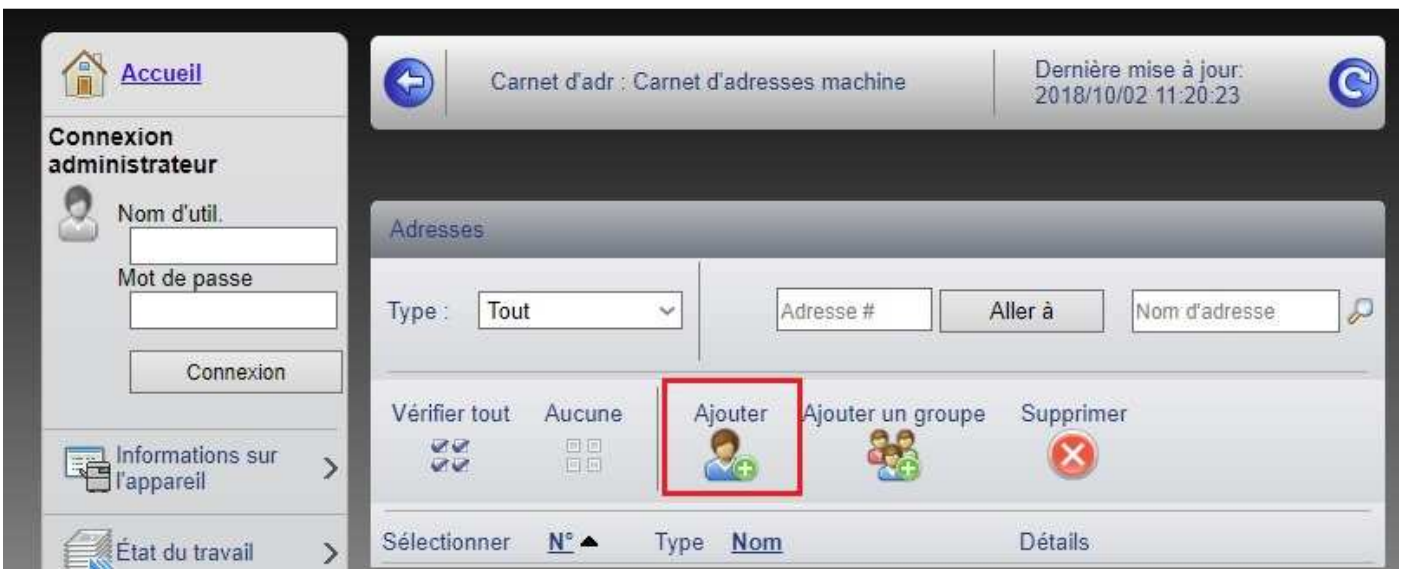 Accueil
Connexion
administrateur
Nom d'util.
Mot de passe
Connexion
Informations sur
l'appareil
État du travail
Carnet d'adr : Carnet d'adresses machine
Dernière mise à jour:
2018/10/02 11:20:23
Adresses
Type : Tout
Adresse # Aller à Nom d'adresse
Vérifier tout Aucune Ajouter Ajouter un groupe Supprimer
Sélectionner N° Type Nom Détails